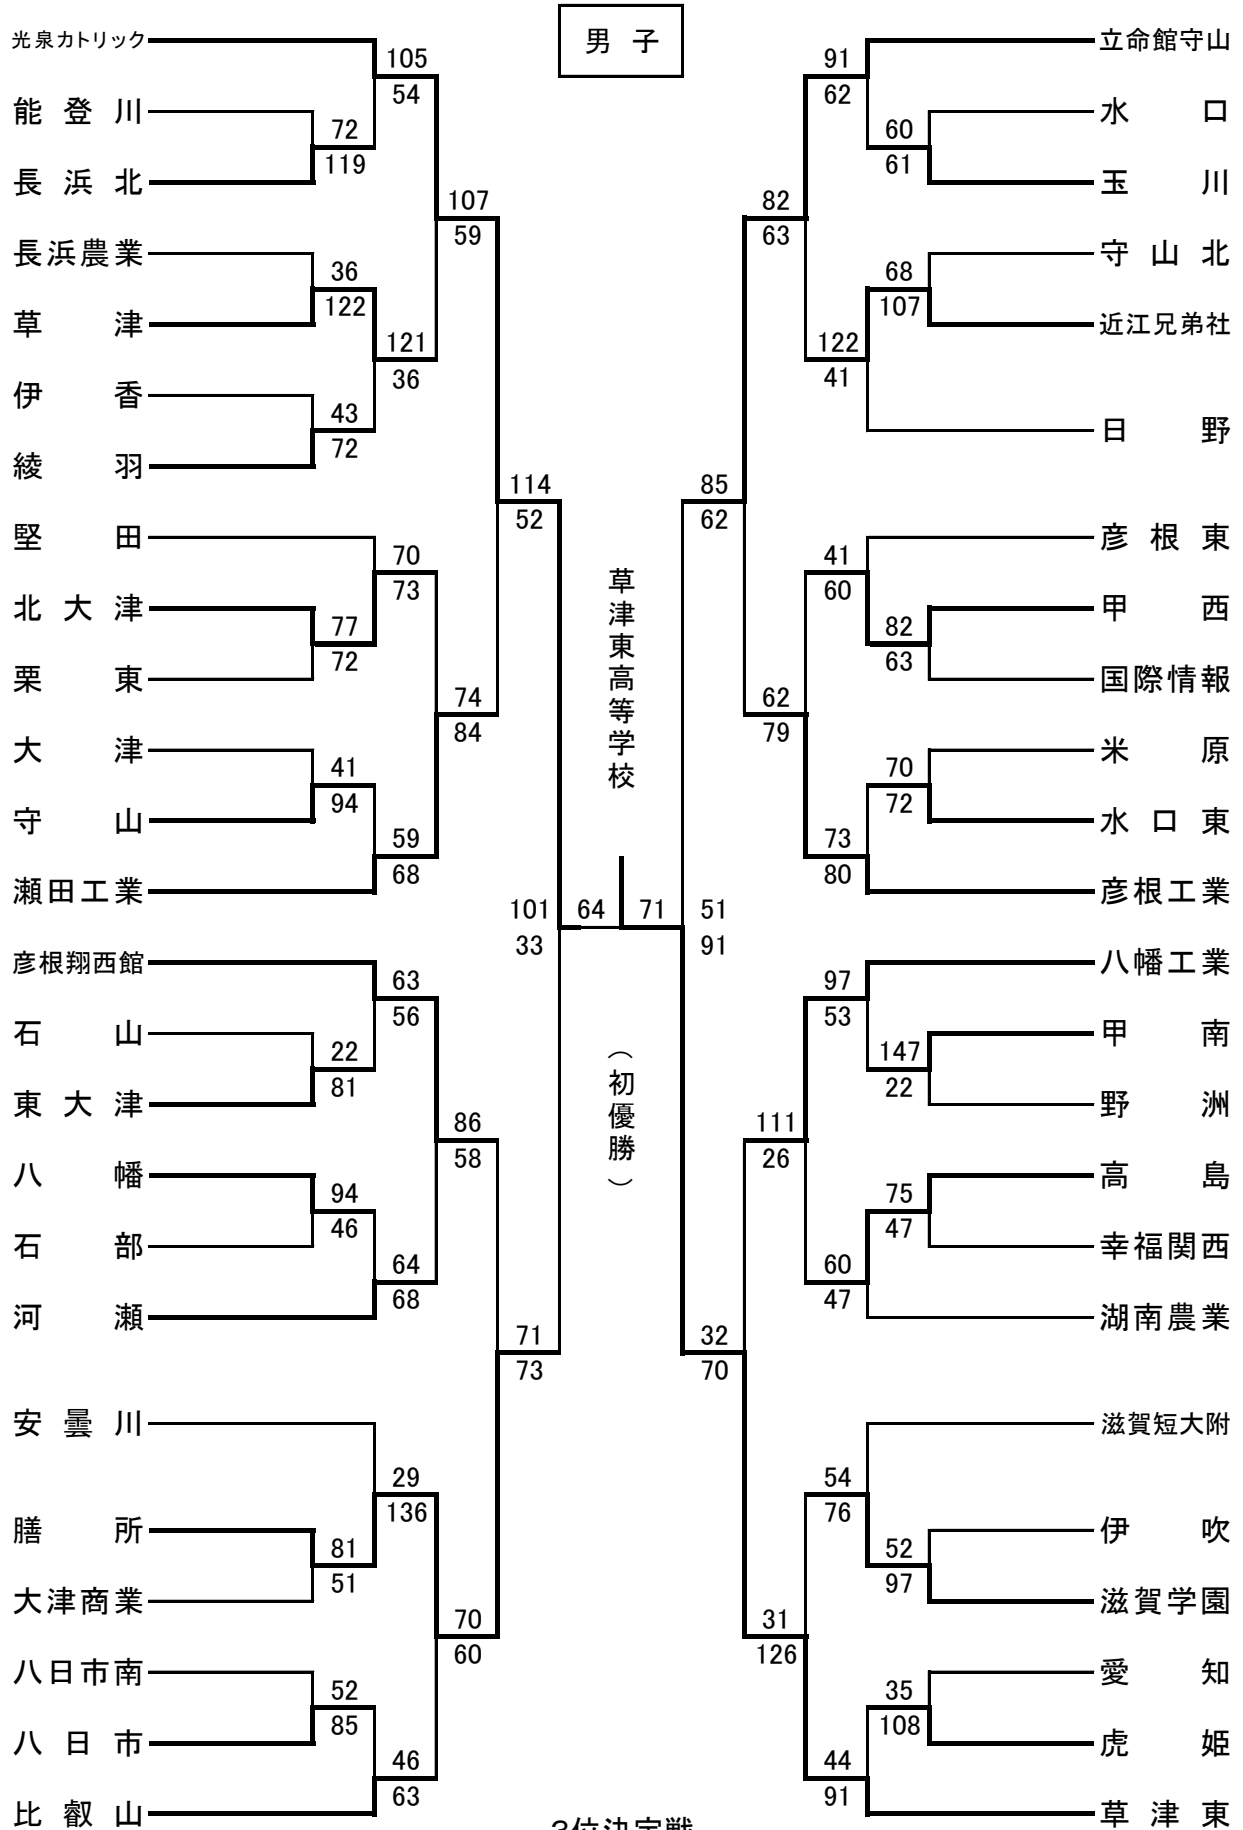 男子
光泉カトリック
能登川
長浜北
長浜農業
草津
伊香
綾羽
堅田
北大津
栗東
大津
守山
瀬田工業
彦根翔西館
石山
東大津
八幡
石部
河瀬
安曇川
膳所
大津商業
八日市南
八日市
比叡山
105
54
72
119
107
59
36
122
121
36
43
72
114
52
70
73
77
72
74
84
41
94
59
68
101
33
64
71
51
91
63
56
22
81
86
58
94
46
64
68
71
73
29
136
81
51
70
60
52
85
46
63
草津東高等学校
（初優勝）
91
62
60
61
82
63
68
107
122
41
85
62
41
60
82
63
62
79
70
72
73
80
97
53
147
22
111
26
75
47
60
47
32
70
54
76
52
97
31
126
35
108
44
91
立命館守山
水口
玉川
守山北
近江兄弟社
日野
彦根東
甲西
国際情報
米原
水口東
彦根工業
八幡工業
甲南
野洲
高島
幸福関西
湖南農業
滋賀短大附
伊吹
滋賀学園
愛知
虎姫
草津東
3位決定戦